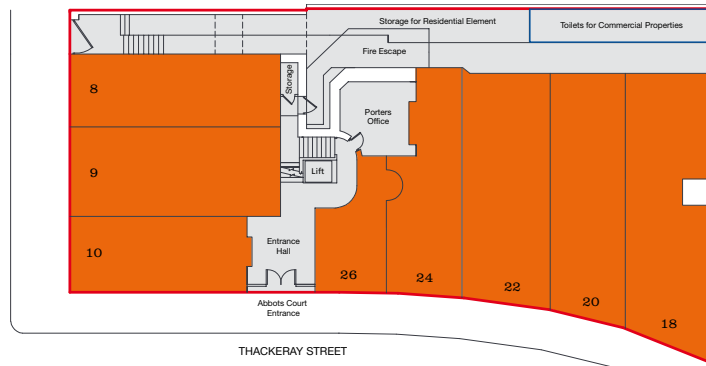 Storage for Residential Element
Toilets for Commercial Properties
Fire Escape
8
Storage
Porters
Office
9
Lift
10
Entrance
Hall
26
24
22
20
18
Abbots Court
Entrance
THACKERAY STREET